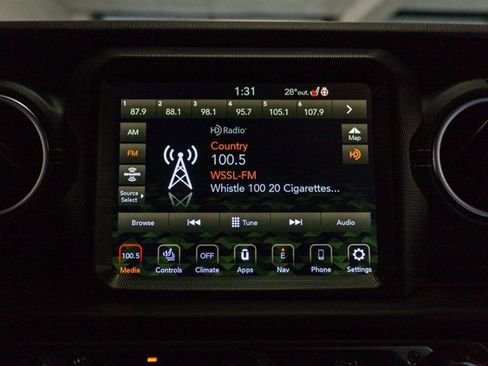 1:31 28°out.
1 2 3 4 5 6
87.9 88.1 98.1 95.7 105.1 107.9
AM
HD Radio
Map
FM
Country
HD
100.5
SiriusXM
WSSL-FM
Source
Select
Whistle 100 20 Cigarettes...
Browse Tune Audio
100.5 OFF E
Media Controls Climate Apps Nav Phone Settings